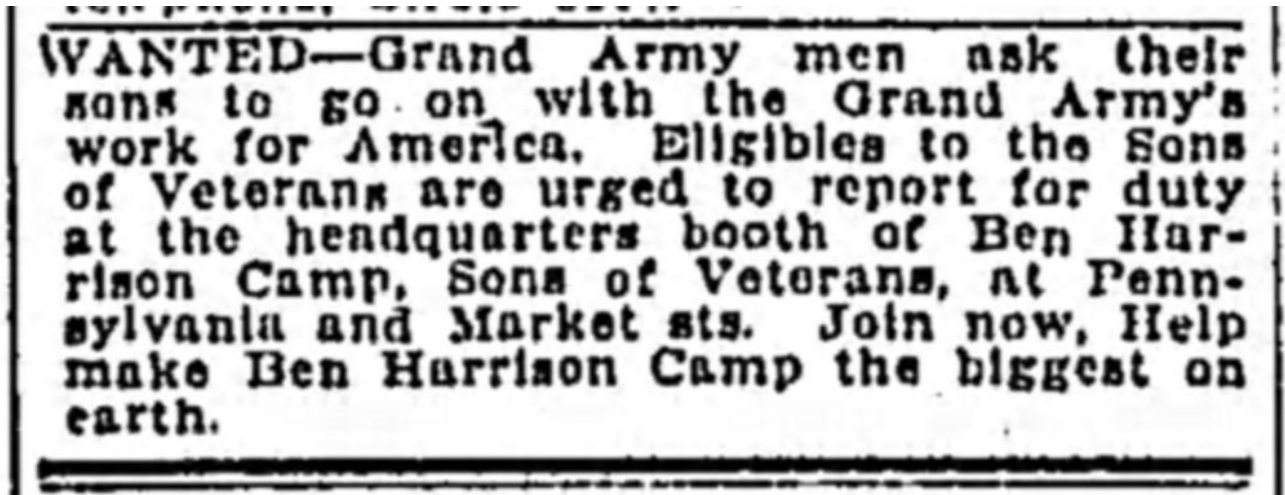 WANTED—Grand Army men ask their
sons to go on with the Grand Army's
work for America. Eligibles to the Sons
of Veterans are urged to report for duty
at the headquarters booth of Ben Har-
rison Camp, Sons of Veterans, at Penn-
sylvania and Market sts. Join now, Help
make Ben Harrison Camp the biggest on
earth.